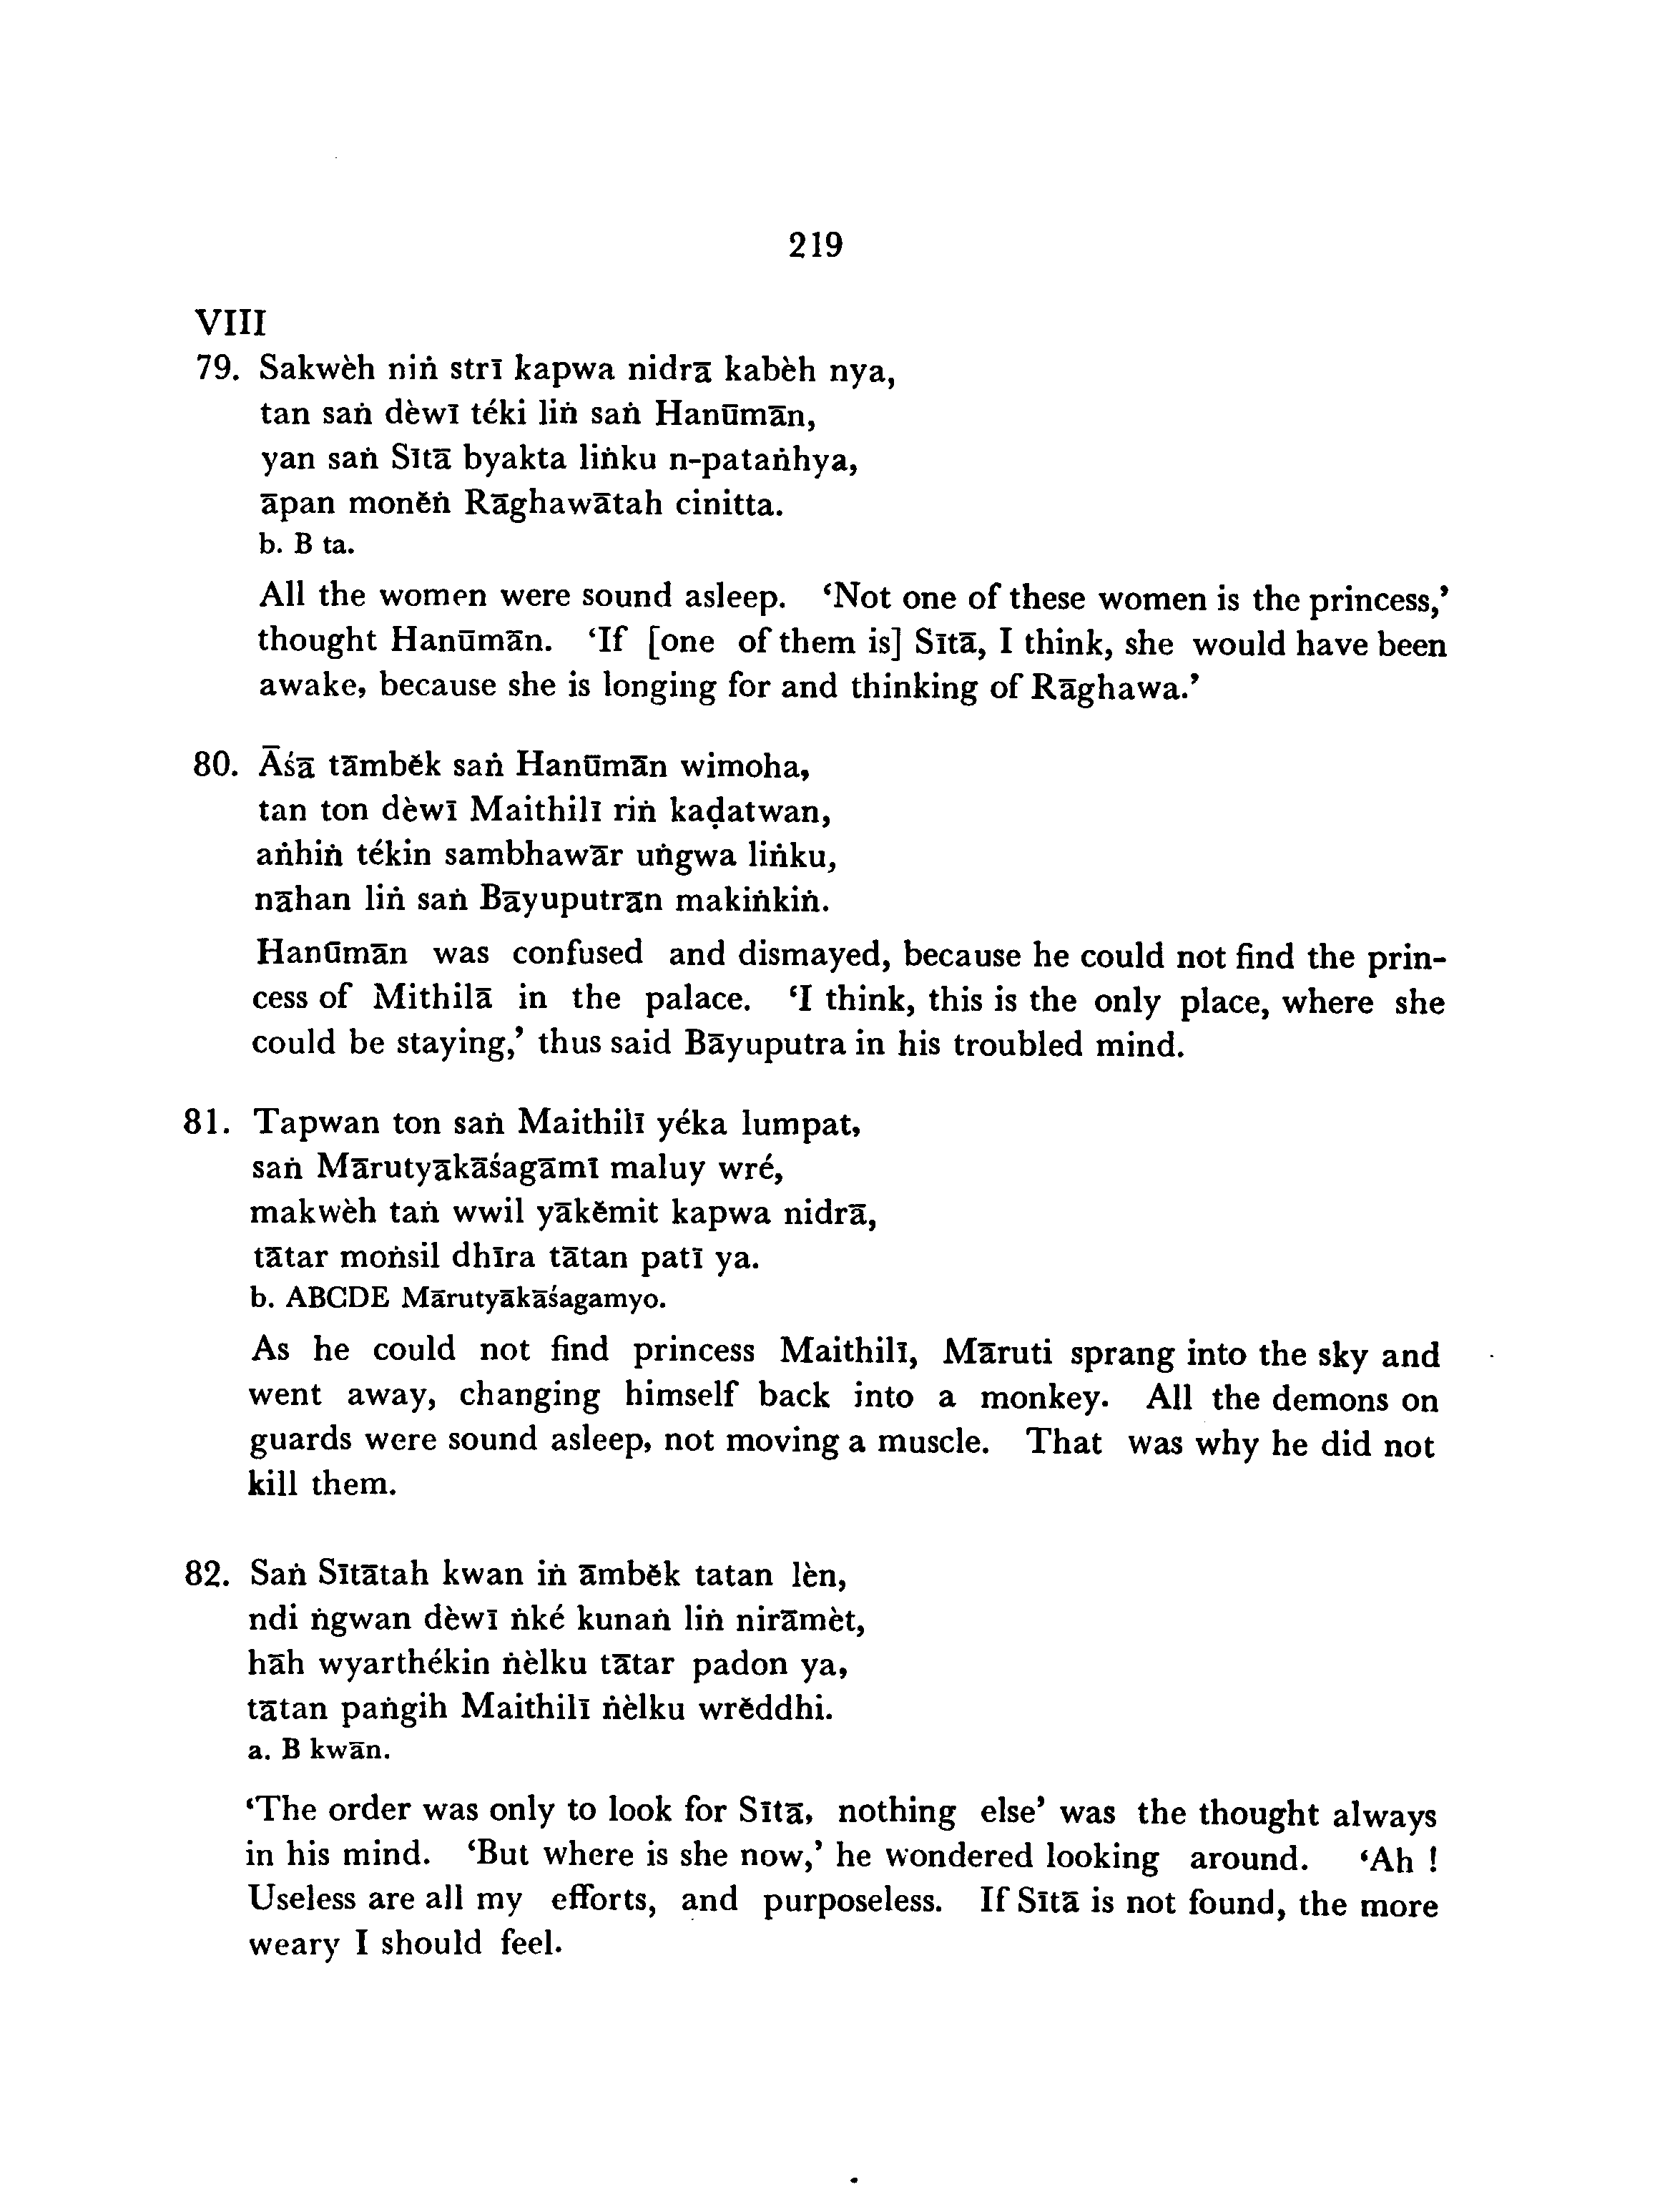 219
VIII
79. Sakwèh niṅ strī kapwa nidrā kabèh nya,
tan saṅ dèwī téki liṅ saṅ Hanūmān,
yan saṅ Sītā byakta liṅku n-pataṅhya,
āpan monĕṅ Rāghawātah cinitta.
b. B ta.
All the women were sound asleep. ‘Not one of these women is the princess,’
thought Hanūmān. ‘If [one of them is] Sītā, I think, she would have been
awake, because she is longing for and thinking of Rāghawa.’
80. Āśā tāmbĕk saṅ Hanūmān wimoha,
tan ton dèwī Maithilī riṅ kaḍatwan,
aṅhiṅ tékin sambhawār uṅgwa liṅku,
nāhan liṅ saṅ Bāyuputrān makiṅkiṅ.
Hanūmān was confused and dismayed, because he could not find the prin-
cess of Mithilā in the palace. ‘I think, this is the only place, where she
could be staying,’ thus said Bāyuputra in his troubled mind.
81. Tapwan ton saṅ Maithilī yéka lumpat,
saṅ Mārutyākāśagāmī maluy wré,
makwèh taṅ wwil yākĕmit kapwa nidrā,
tātar moṅsil dhīra tātan patī ya.
b. ABCDE Mārutyākāśagamyo.
As he could not find princess Maithilī, Māruti sprang into the sky and
went away, changing himself back into a monkey. All the demons on
guards were sound asleep, not moving a muscle. That was why he did not
kill them.
82. Saṅ Sītātah kwan iṅ āmbĕk tatan lèn,
ndi ṅgwan dèwī ṅké kunaṅ liṅ nirāmèt,
hāh wyarthékin ṅèlku tātar padon ya,
tātan paṅgih Maithilī ṅèlku wrĕddhi.
a. B kwān.
‘The order was only to look for Sītā, nothing else’ was the thought always
in his mind. ‘But where is she now,’ he wondered looking around. ‘Ah !
Useless are all my efforts, and purposeless. If Sītā is not found, the more
weary I should feel.